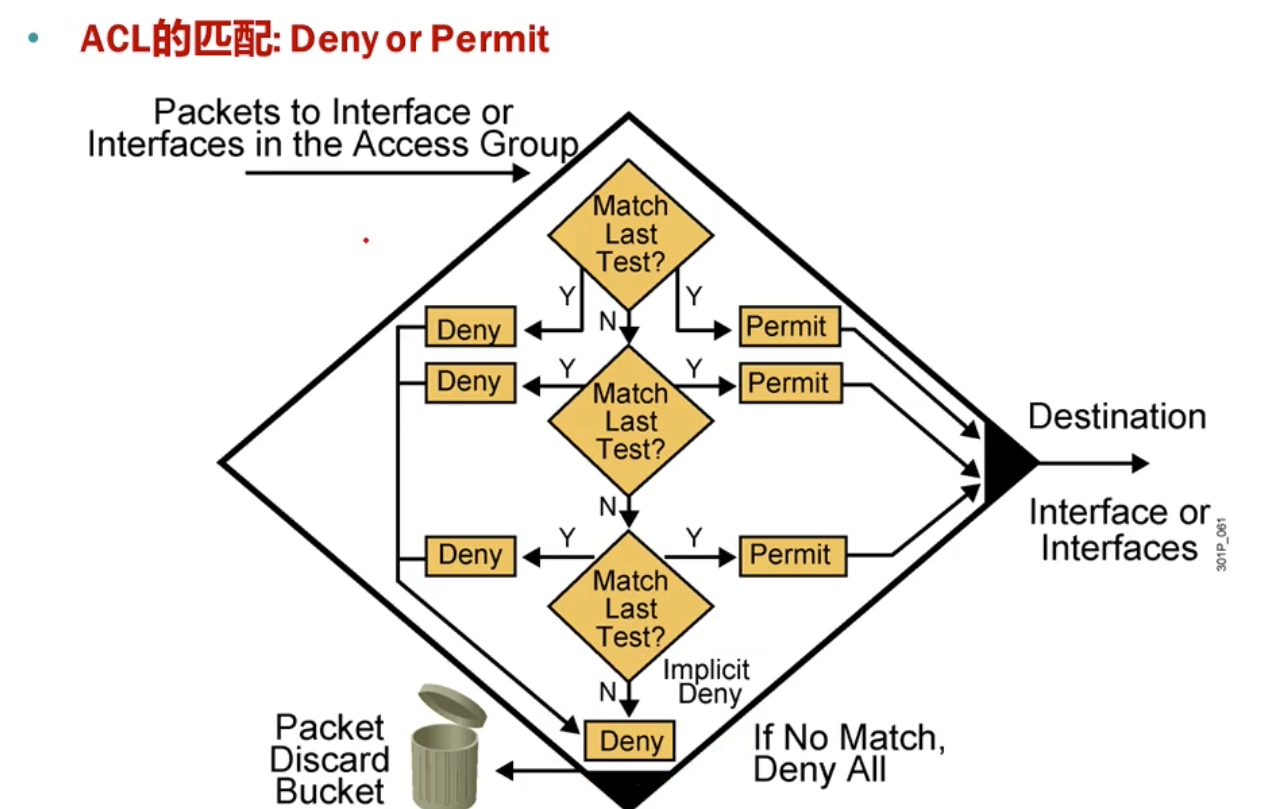 • ACL的匹配: Deny or Permit
Packets to Interface or
Interfaces in the Access Group
Match
Last
Test?
Y
Y
N
Deny
Permit
Y
Y
Deny
Permit
Match
Last
Test?
Destination
N
Interface or
Interfaces
301P_061
Y
Y
Deny
Permit
Match
Last
Test?
Implicit
Deny
N
Packet
Discard
Bucket
Deny
If No Match,
Deny All